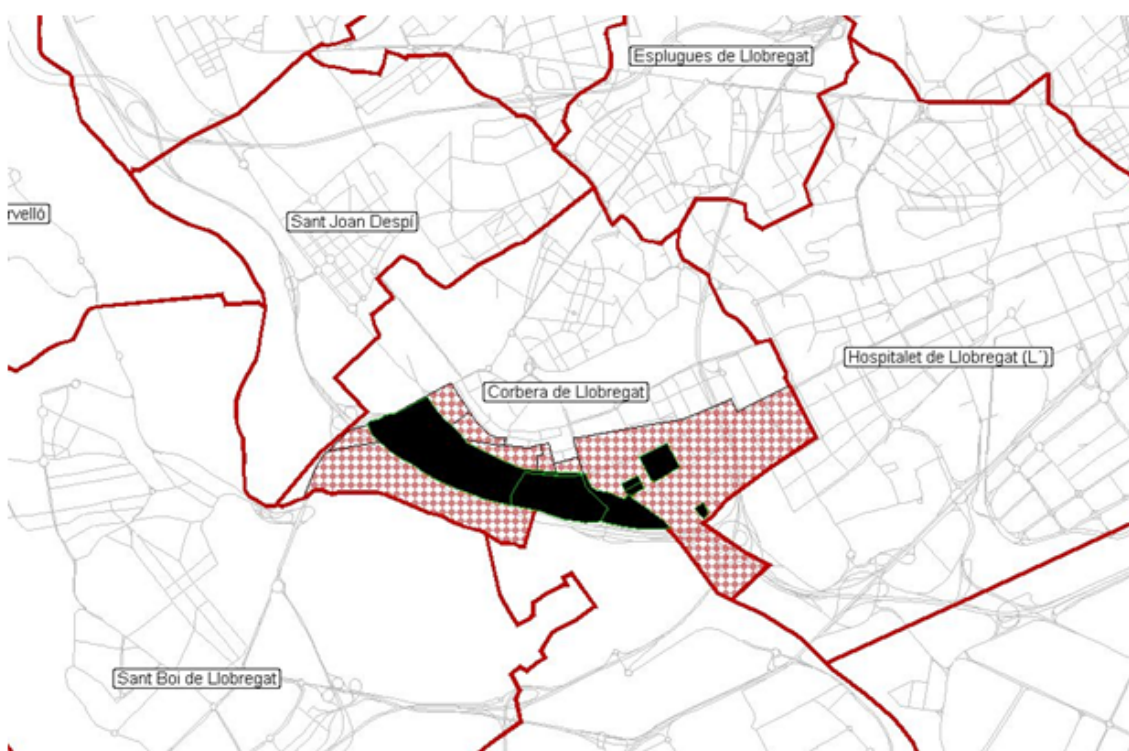 Esplugues de Llobregat
rvelló
Sant Joan Despí
Hospitalet de Llobregat (L´)
Corbera de Llobregat
Sant Boi de Llobregat